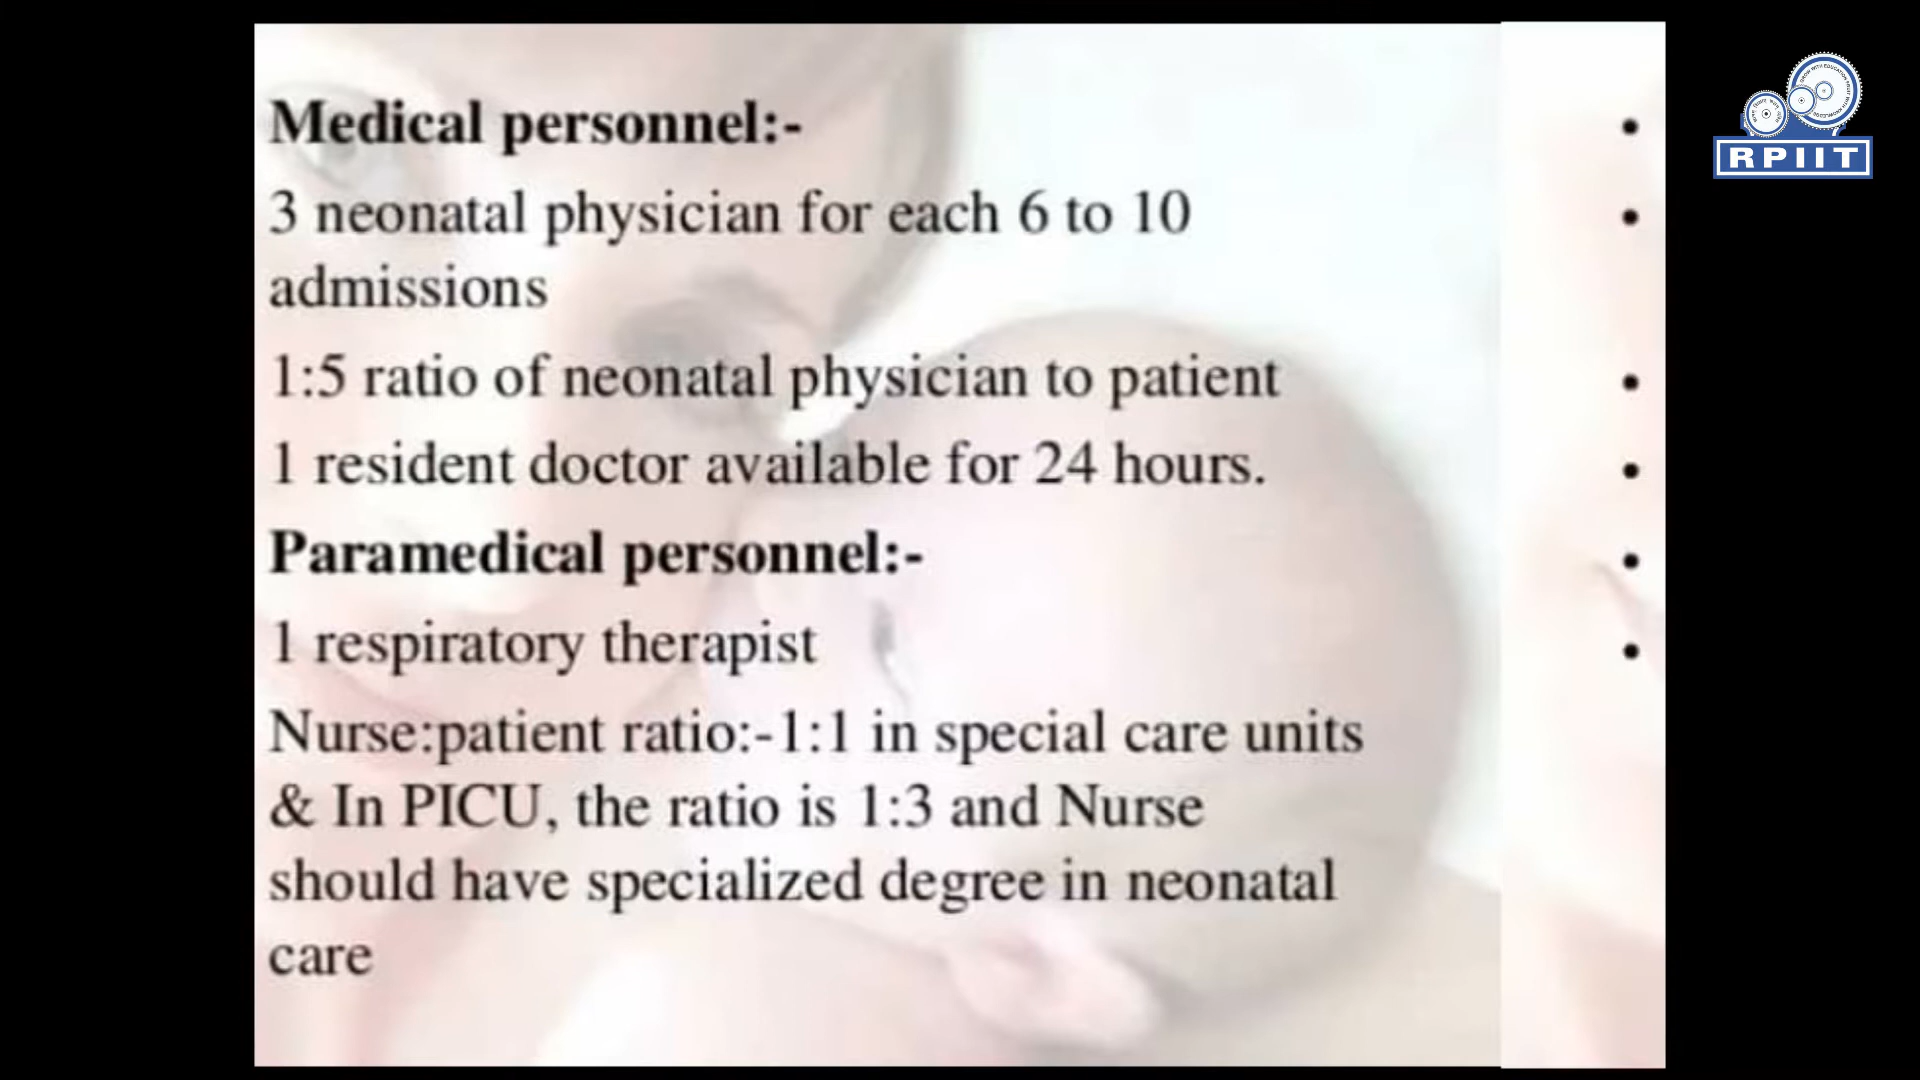 Medical personnel:-
3 neonatal physician for each 6 to 10
admissions
1:5 ratio of neonatal physician to patient
1 resident doctor available for 24 hours.
Paramedical personnel:-
1 respiratory therapist
Nurse:patient ratio:-1:1 in special care units
& In PICU, the ratio is 1:3 and Nurse
should have specialized degree in neonatal
care
RPIIT